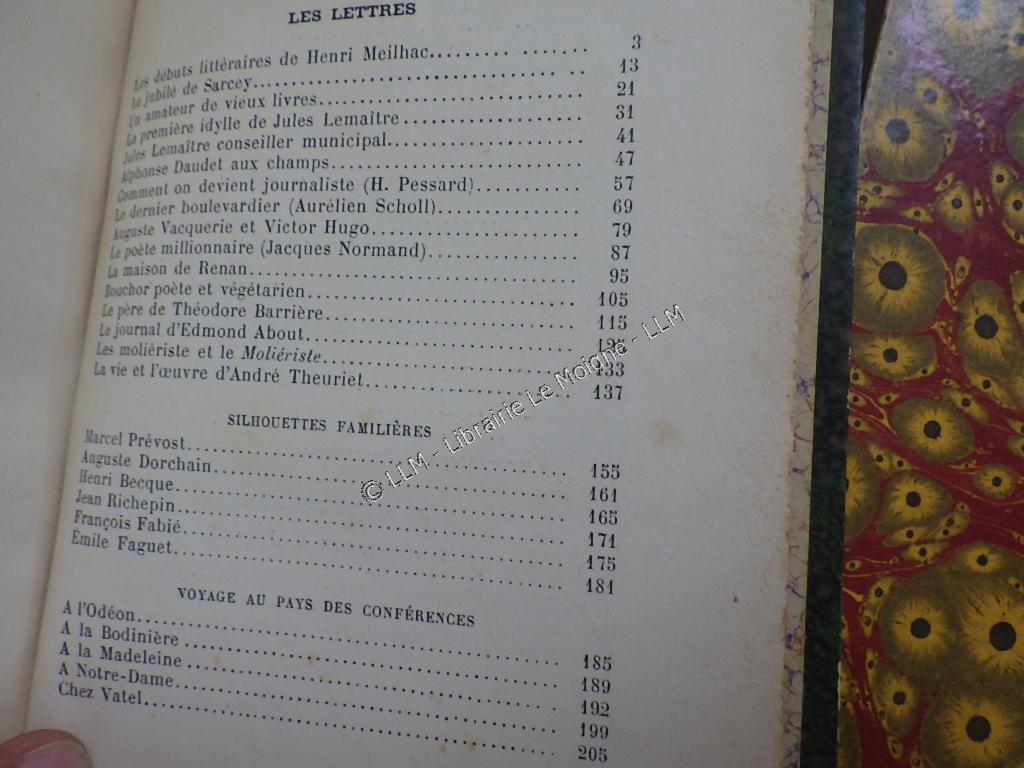 LES LETTRES
Les débuts littéraires de Henri Meilhac......... ....... 3
Le jubilé de Sarcey................................ .. 13
Un amateur de vieux livres........................... 21
La première idylle de Jules Lemaître.................. 31
Jules Lemaître conseiller municipal................... 41
Alphonse Daudet aux champs......................... 47
Comment on devient journaliste (H. Pessard)........... 57
Le dernier boulevardier (Aurélien Scholl).............. 69
Auguste Vacquerie et Victor Hugo..................... 79
Le poète millionnaire (Jacques Normand).............. 87
La maison de Renan................................ 95
Bouchor poète et végétarien......................... 105
Le père de Théodore Barrière........................ 115
Le journal d'Edmond About......................... 125
Les moliériste et le Moliériste........................ 133
La vie et l'œuvre d'André Theuriet.................... 137
SILHOUETTES FAMILIÈRES
Marcel Prévost..................................... 155
Auguste Dorchain.................................. 161
Henri Becque...................................... 165
Jean Richepin..................................... 171
François Fabié..................................... 175
Émile Faguet...................................... 181
VOYAGE AU PAYS DES CONFÉRENCES
A l'Odéon......................................... 185
A la Bodinière..................................... 189
A la Madeleine.................................... 192
A Notre-Dame..................................... 199
Chez Vatel........................................ 205
© LLM - Librairie Le Moigne - LLM